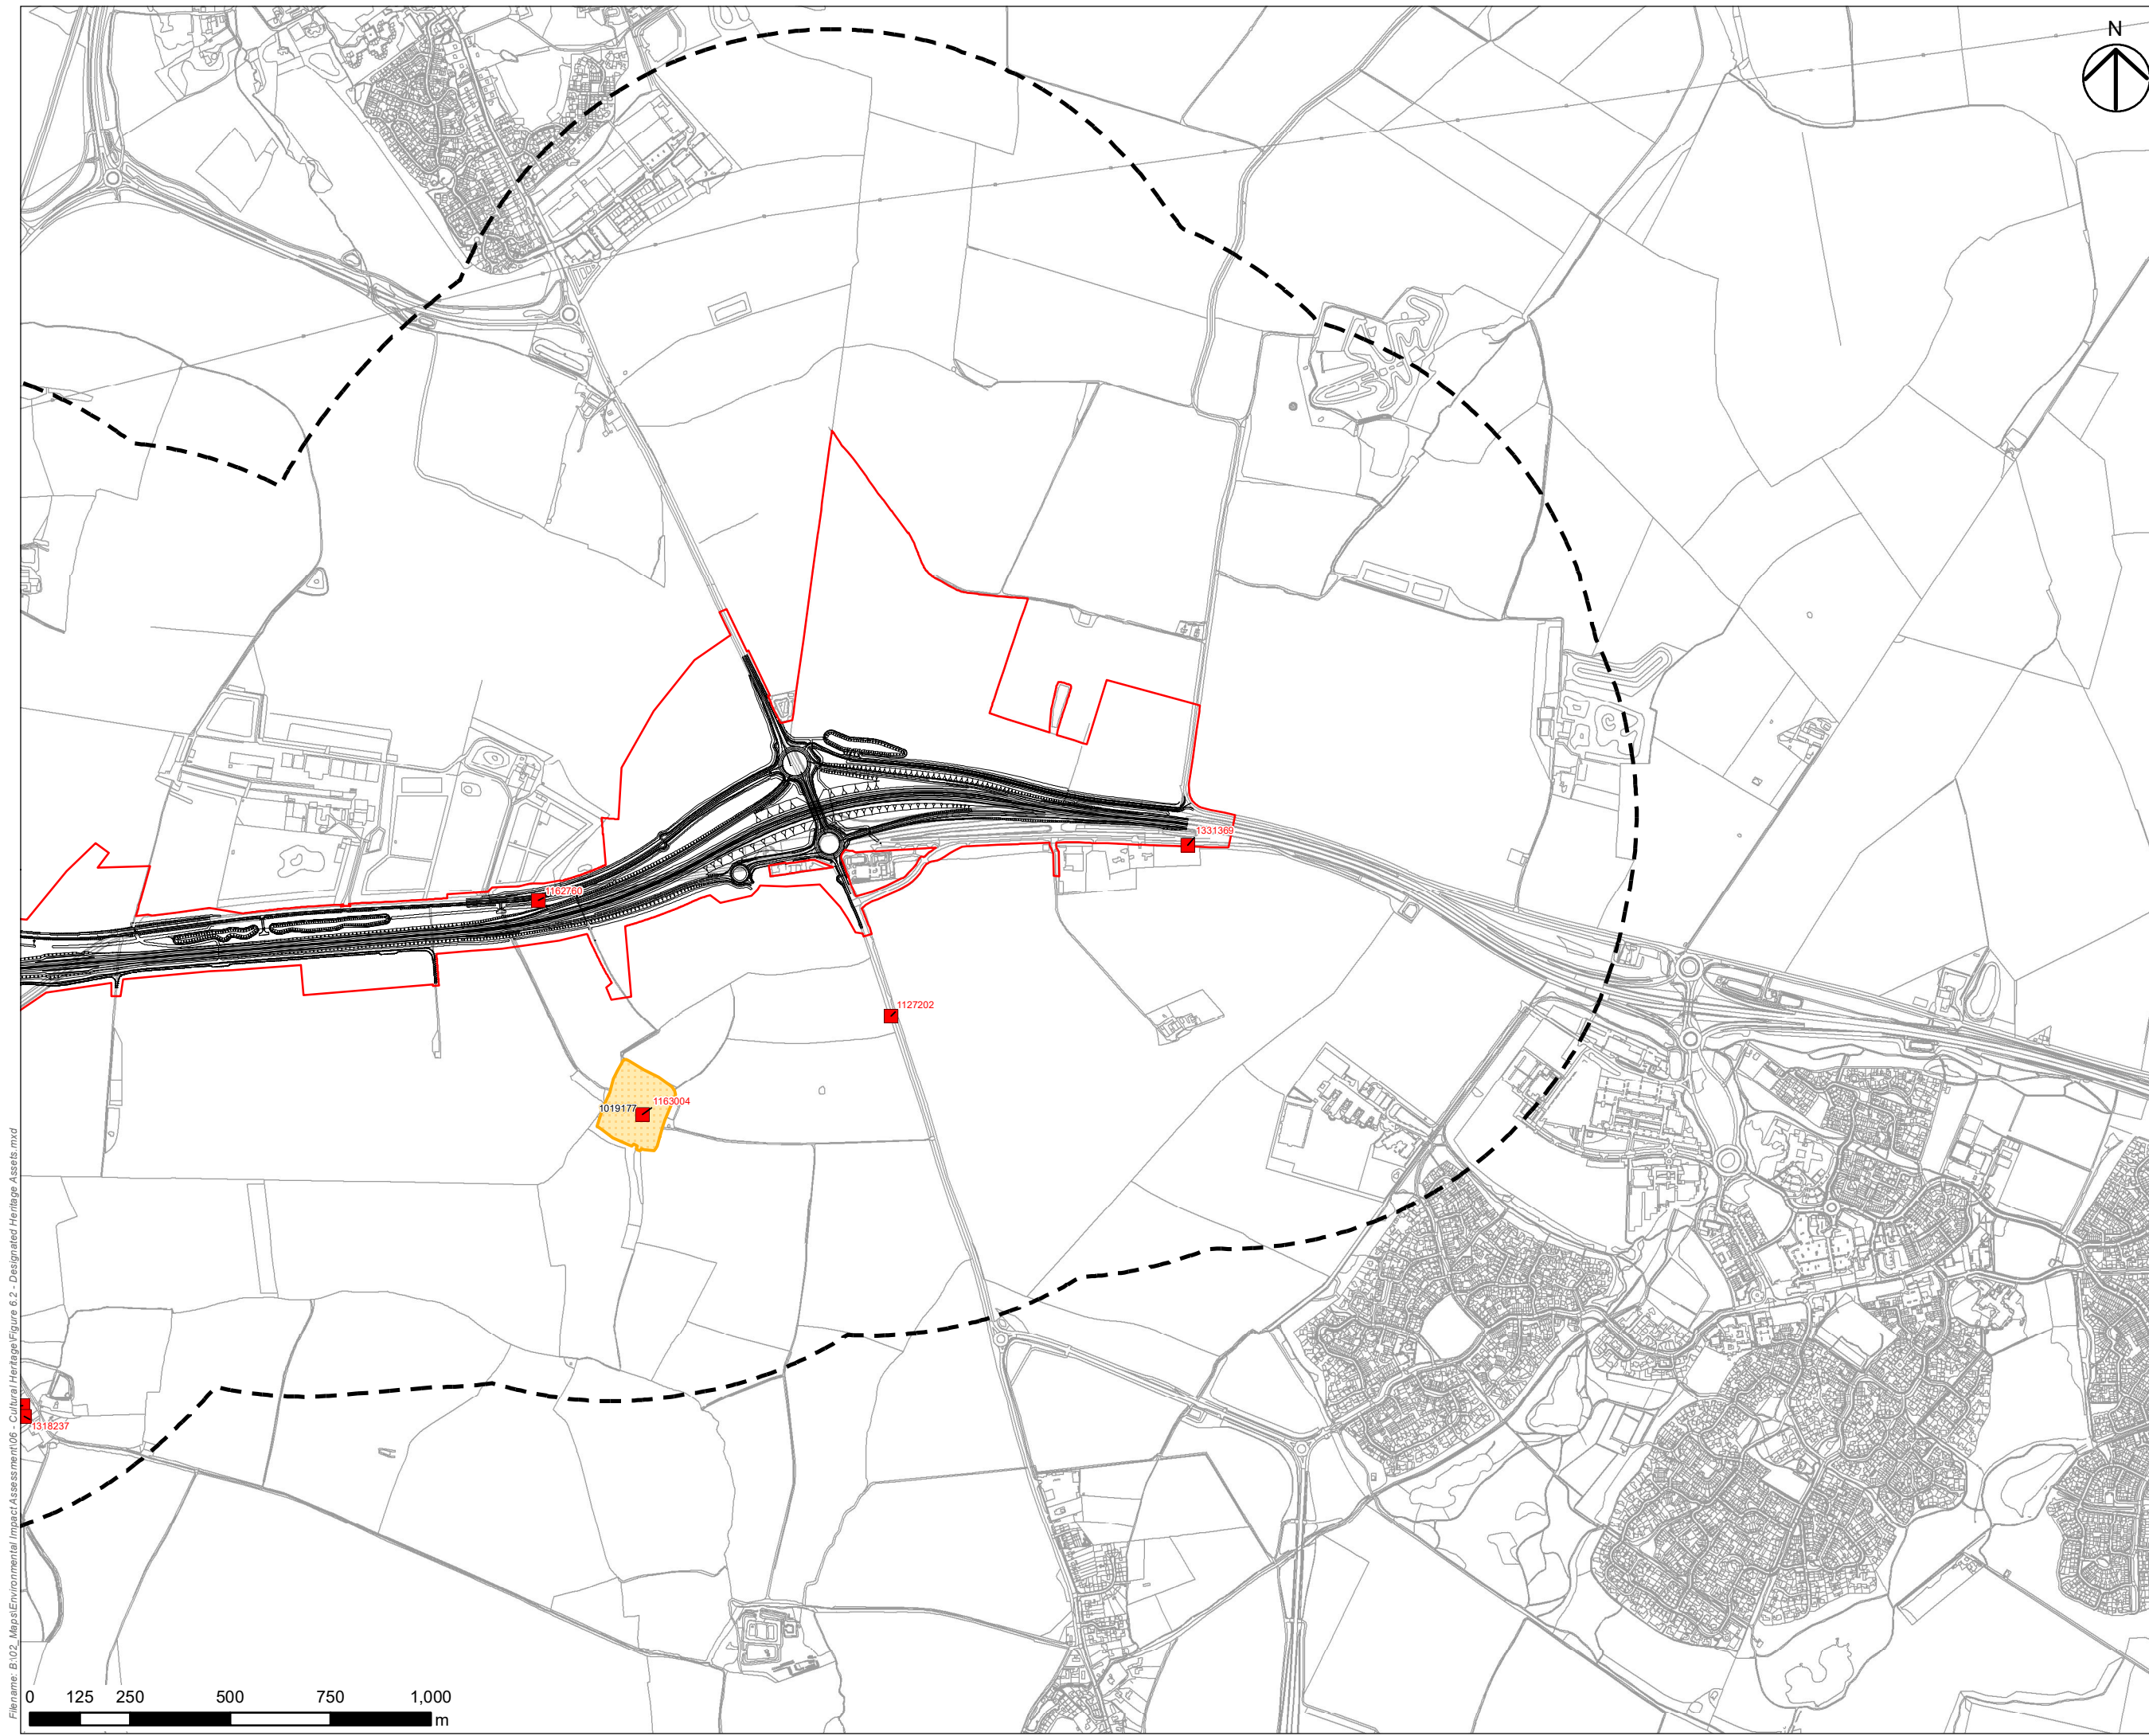 N
1331369
1162760
1127202
1019177
1163004
1318237
0 125 250 500 750 1,000
m
Filename: B:\02_Maps\Environmental Impact Assessment\06 - Cultural Heritage\Figure 6.2 - Designated Heritage Assets.mxd